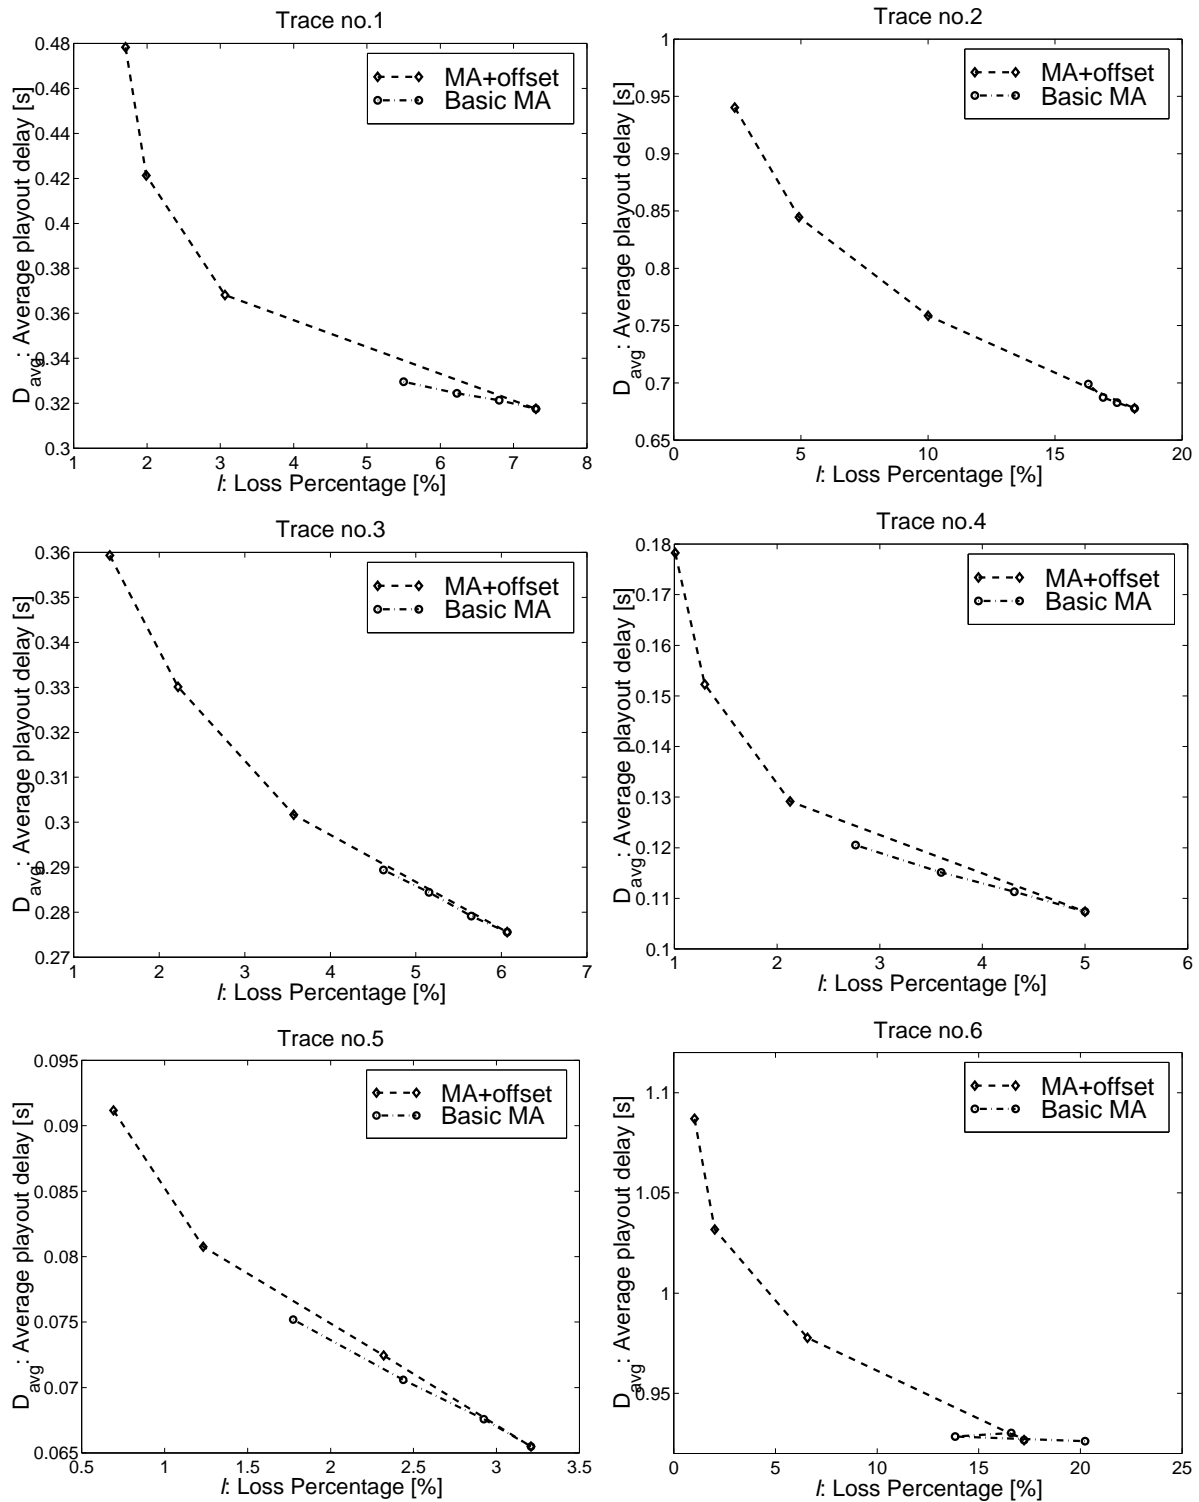 Trace no.1
MA+offset
Basic MA
D_avg: Average playout delay [s]
0.48
0.46
0.44
0.42
0.4
0.38
0.36
0.34
0.32
0.3
1 2 3 4 5 6 7 8
l: Loss Percentage [%]
Trace no.2
MA+offset
Basic MA
D_avg: Average playout delay [s]
1
0.95
0.9
0.85
0.8
0.75
0.7
0.65
0 5 10 15 20
l: Loss Percentage [%]
Trace no.3
MA+offset
Basic MA
D_avg: Average playout delay [s]
0.36
0.35
0.34
0.33
0.32
0.31
0.3
0.29
0.28
0.27
1 2 3 4 5 6 7
l: Loss Percentage [%]
Trace no.4
MA+offset
Basic MA
D_avg: Average playout delay [s]
0.18
0.17
0.16
0.15
0.14
0.13
0.12
0.11
0.1
1 2 3 4 5 6
l: Loss Percentage [%]
Trace no.5
MA+offset
Basic MA
D_avg: Average playout delay [s]
0.095
0.09
0.085
0.08
0.075
0.07
0.065
0.5 1 1.5 2 2.5 3 3.5
l: Loss Percentage [%]
Trace no.6
MA+offset
Basic MA
D_avg: Average playout delay [s]
1.1
1.05
1
0.95
0 5 10 15 20 25
l: Loss Percentage [%]